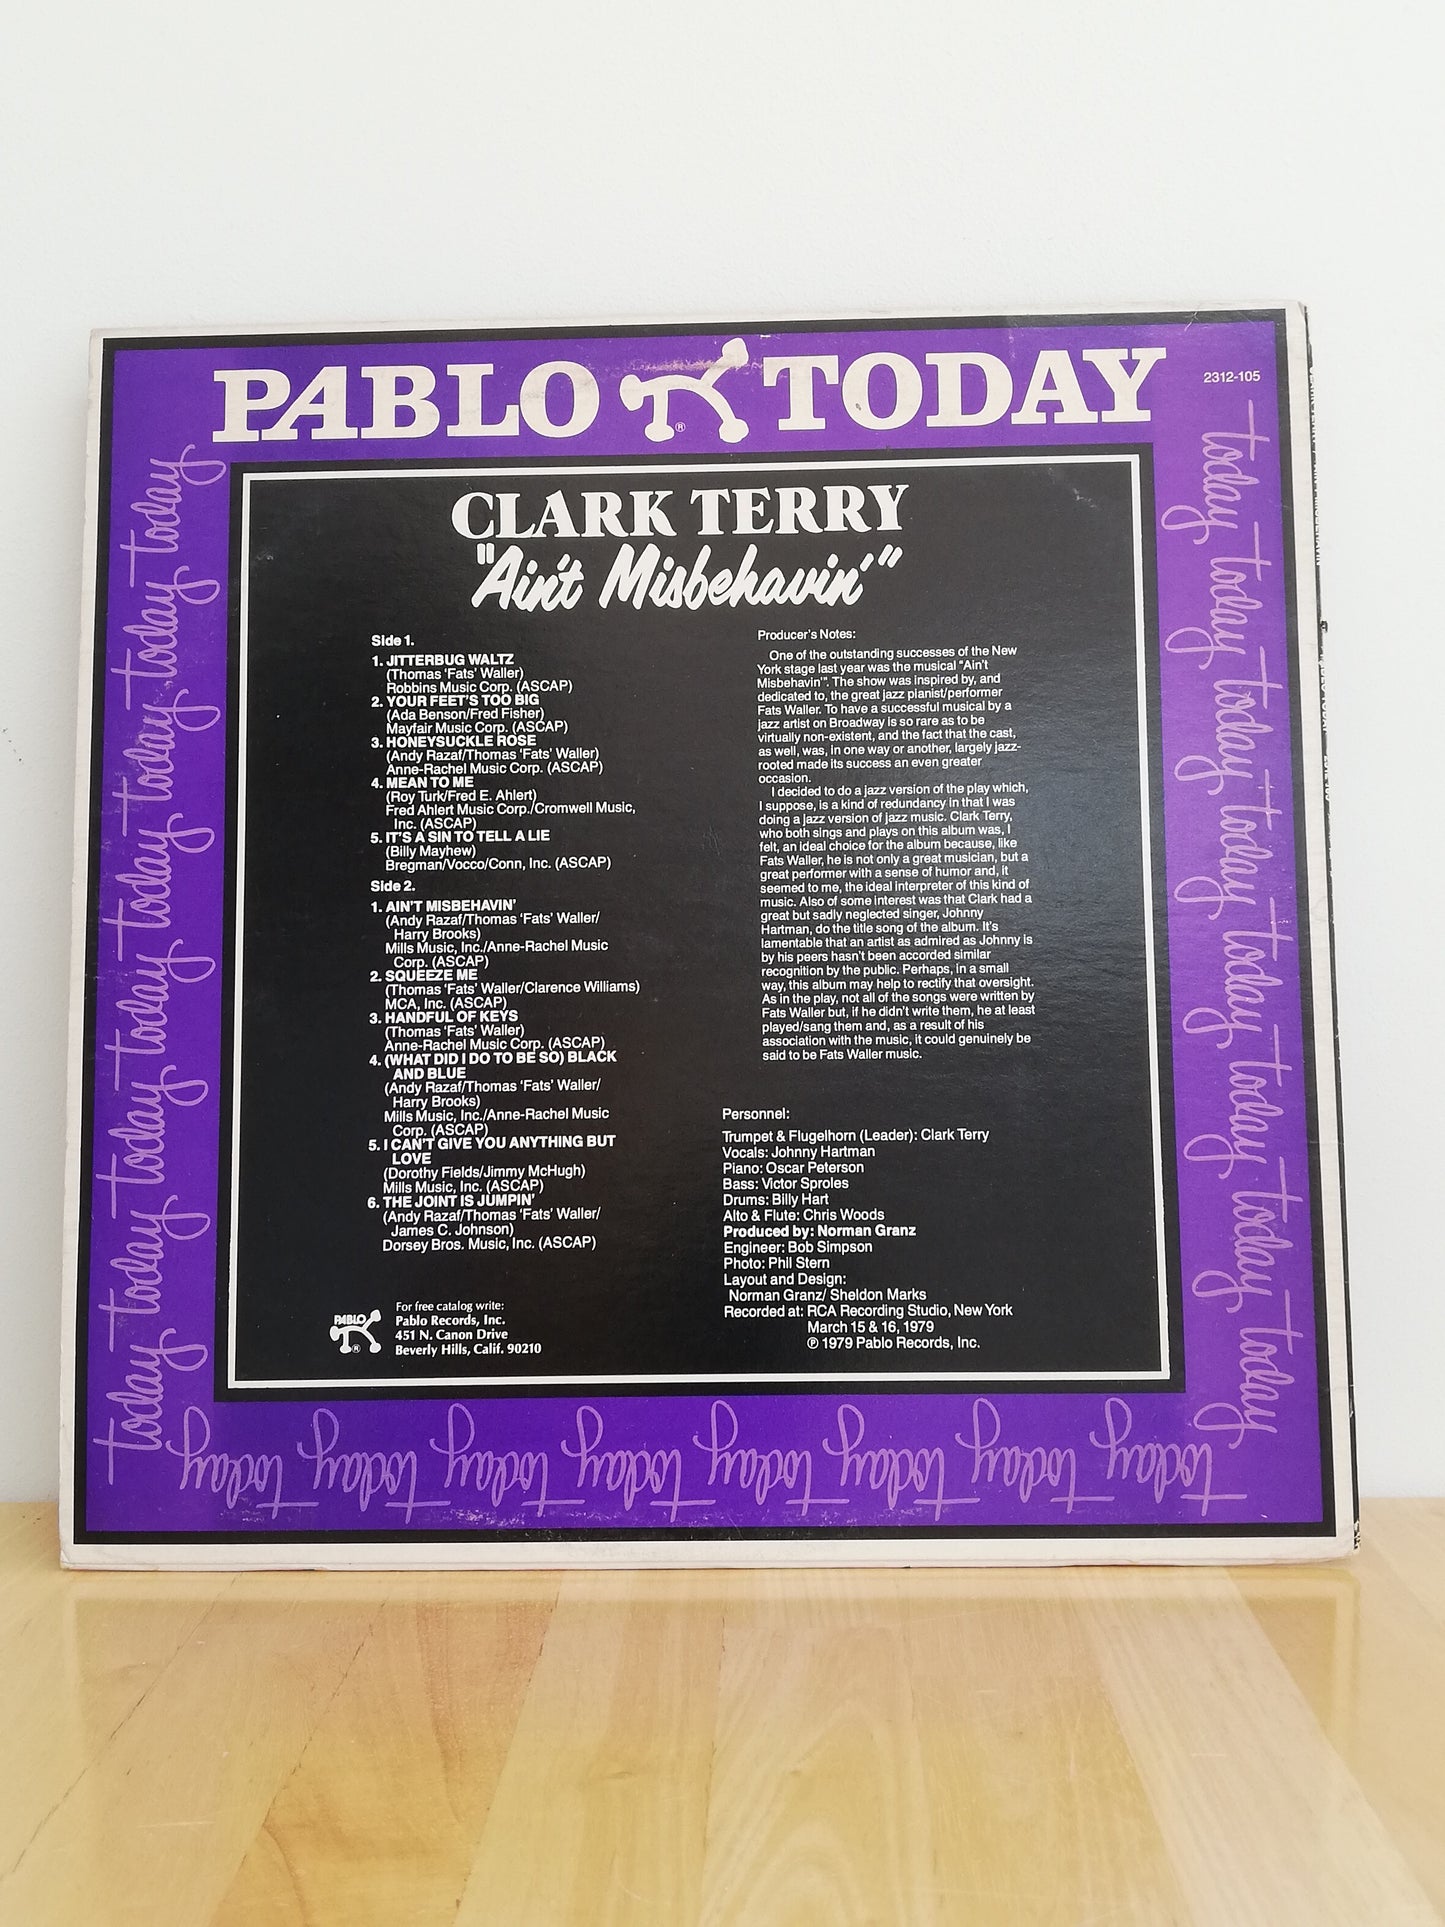 PABLO TODAY
®
2312-105
CLARK TERRY
"Ain't Misbehavin'"
Side 1.
1. JITTERBUG WALTZ
(Thomas 'Fats' Waller)
Robbins Music Corp. (ASCAP)
2. YOUR FEET'S TOO BIG
(Ada Benson/Fred Fisher)
Mayfair Music Corp. (ASCAP)
3. HONEYSUCKLE ROSE
(Andy Razaf/Thomas 'Fats' Waller)
Anne-Rachel Music Corp. (ASCAP)
4. MEAN TO ME
(Roy Turk/Fred E. Ahlert)
Fred Ahlert Music Corp./Cromwell Music,
Inc. (ASCAP)
5. IT'S A SIN TO TELL A LIE
(Billy Mayhew)
Bregman/Vocco/Conn, Inc. (ASCAP)
Side 2.
1. AIN'T MISBEHAVIN'
(Andy Razaf/Thomas 'Fats' Waller/
Harry Brooks)
Mills Music, Inc./Anne-Rachel Music
Corp. (ASCAP)
2. SQUEEZE ME
(Thomas 'Fats' Waller/Clarence Williams)
MCA, Inc. (ASCAP)
3. HANDFUL OF KEYS
(Thomas 'Fats' Waller)
Anne-Rachel Music Corp. (ASCAP)
4. (WHAT DID I DO TO BE SO) BLACK
AND BLUE
(Andy Razaf/Thomas 'Fats' Waller/
Harry Brooks)
Mills Music, Inc./Anne-Rachel Music
Corp. (ASCAP)
5. I CAN'T GIVE YOU ANYTHING BUT
LOVE
(Dorothy Fields/Jimmy McHugh)
Mills Music, Inc. (ASCAP)
6. THE JOINT IS JUMPIN'
(Andy Razaf/Thomas 'Fats' Waller/
James C. Johnson)
Dorsey Bros. Music, Inc. (ASCAP)
PABLO
®
For free catalog write:
Pablo Records, Inc.
451 N. Canon Drive
Beverly Hills, Calif. 90210
Producer's Notes:
One of the outstanding successes of the New
York stage last year was the musical "Ain't
Misbehavin'". The show was inspired by, and
dedicated to, the great jazz pianist/performer
Fats Waller. To have a successful musical by a
jazz artist on Broadway is so rare as to be
virtually non-existent, and the fact that the cast,
as well, was, in one way or another, largely jazz-
rooted made its success an even greater
occasion.
I decided to do a jazz version of the play which,
I suppose, is a kind of redundancy in that I was
doing a jazz version of jazz music. Clark Terry,
who both sings and plays on this album was, I
felt, an ideal choice for the album because, like
Fats Waller, he is not only a great musician, but a
great performer with a sense of humor and, it
seemed to me, the ideal interpreter of this kind of
music. Also of some interest was that Clark had a
great but sadly neglected singer, Johnny
Hartman, do the title song of the album. It's
lamentable that an artist as admired as Johnny is
by his peers hasn't been accorded similar
recognition by the public. Perhaps, in a small
way, this album may help to rectify that oversight.
As in the play, not all of the songs were written by
Fats Waller but, if he didn't write them, he at least
played/sang them and, as a result of his
association with the music, it could genuinely be
said to be Fats Waller music.
Personnel:
Trumpet & Flugelhorn (Leader): Clark Terry
Vocals: Johnny Hartman
Piano: Oscar Peterson
Bass: Victor Sproles
Drums: Billy Hart
Alto & Flute: Chris Woods
Produced by: Norman Granz
Engineer: Bob Simpson
Photo: Phil Stern
Layout and Design:
Norman Granz/ Sheldon Marks
Recorded at: RCA Recording Studio, New York
March 15 & 16, 1979
℗ 1979 Pablo Records, Inc.
today today today today today today today today
today today today today today today today today
today today today today today today today today